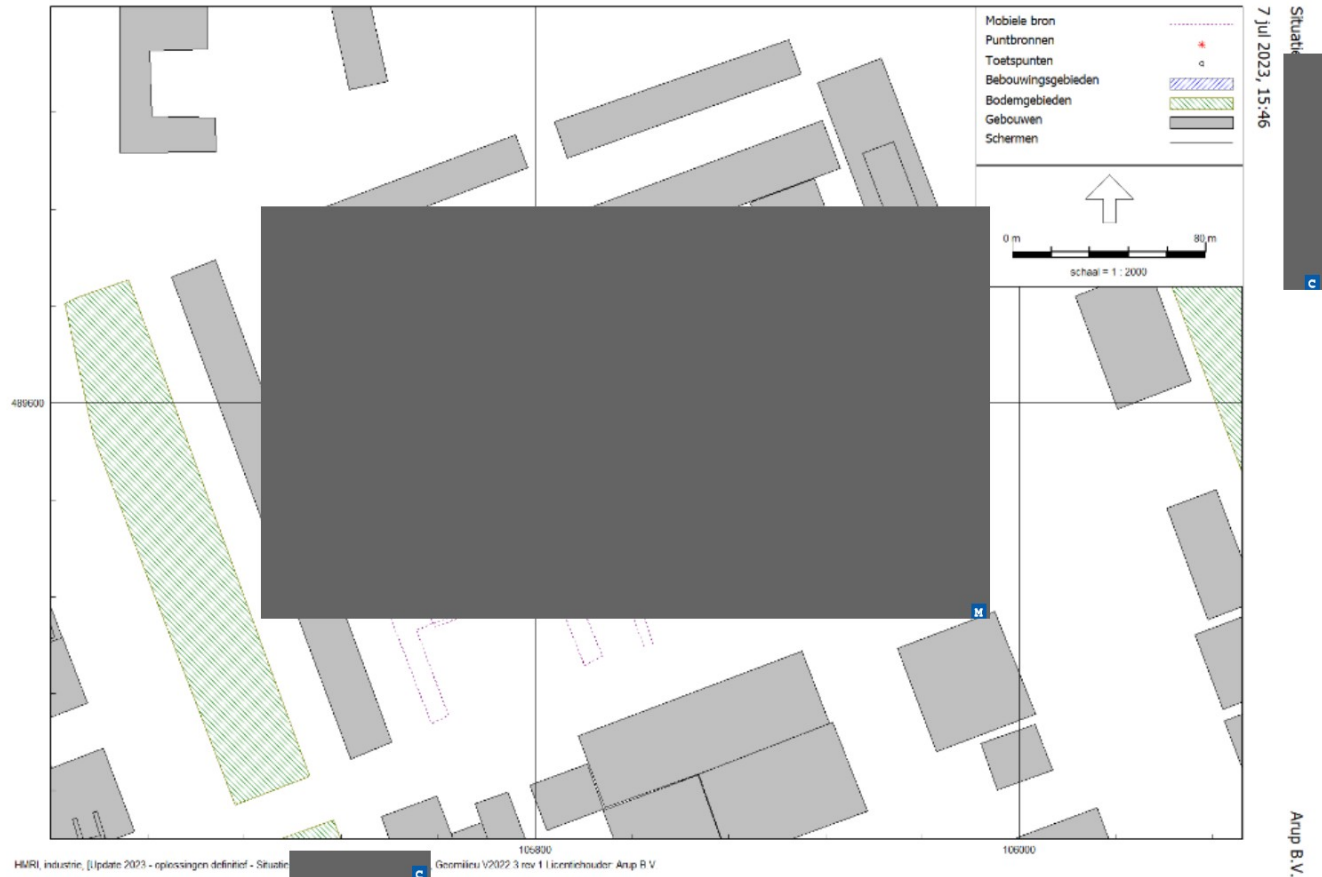 Mobiele bron
Puntbronnen
Toetspunten
Bebouwingsgebieden
Bodemgebieden
Gebouwen
Schermen
0 m
80 m
schaal = 1 : 2000
489600
105800
106000
M
C
C
Situatie
7 jul 2023, 15:46
Arup B.V.
HMRI, industrie, [Update 2023 - oplossingen definitief - Situatie
, Geomilieu V2022.3 rev 1 Licentiehouder: Arup B.V.